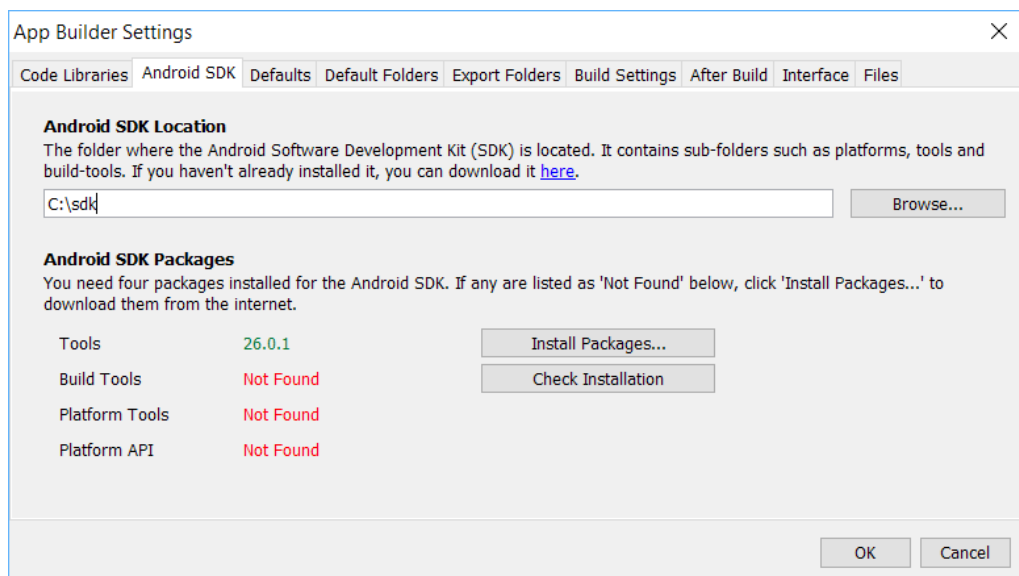 App Builder Settings
Code Libraries Android SDK Defaults Default Folders Export Folders Build Settings After Build Interface Files
Android SDK Location
The folder where the Android Software Development Kit (SDK) is located. It contains sub-folders such as platforms, tools and
build-tools. If you haven't already installed it, you can download it here.
C:\sdk Browse...
Android SDK Packages
You need four packages installed for the Android SDK. If any are listed as 'Not Found' below, click 'Install Packages...' to
download them from the internet.
Tools 26.0.1 Install Packages...
Build Tools Not Found Check Installation
Platform Tools Not Found
Platform API Not Found
OK Cancel